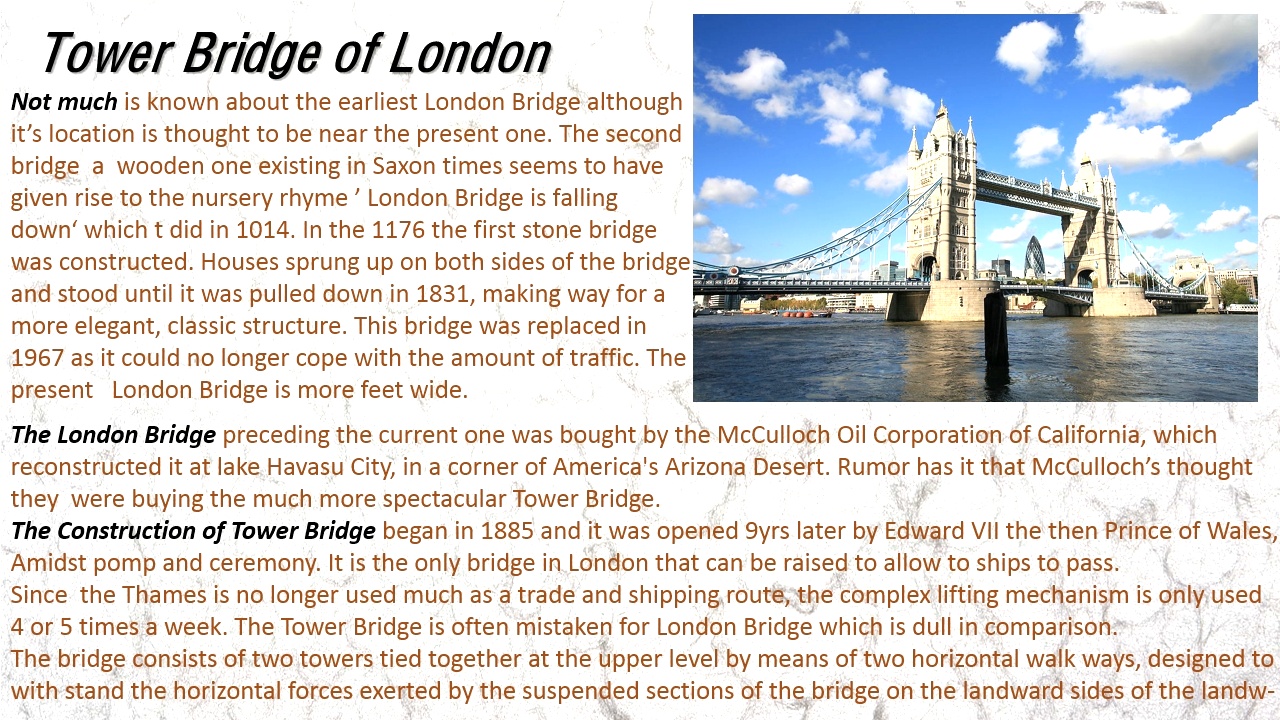 Tower Bridge of London
Not much is known about the earliest London Bridge although
it’s location is thought to be near the present one. The second
bridge  a  wooden one existing in Saxon times seems to have
given rise to the nursery rhyme ’ London Bridge is falling
down‘ which t did in 1014. In the 1176 the first stone bridge
was constructed. Houses sprung up on both sides of the bridge
and stood until it was pulled down in 1831, making way for a
more elegant, classic structure. This bridge was replaced in
1967 as it could no longer cope with the amount of traffic. The
present   London Bridge is more feet wide.
The London Bridge preceding the current one was bought by the McCulloch Oil Corporation of California, which
reconstructed it at lake Havasu City, in a corner of America's Arizona Desert. Rumor has it that McCulloch’s thought
they  were buying the much more spectacular Tower Bridge.
The Construction of Tower Bridge began in 1885 and it was opened 9yrs later by Edward VII the then Prince of Wales,
Amidst pomp and ceremony. It is the only bridge in London that can be raised to allow to ships to pass.
Since  the Thames is no longer used much as a trade and shipping route, the complex lifting mechanism is only used
4 or 5 times a week. The Tower Bridge is often mistaken for London Bridge which is dull in comparison.
The bridge consists of two towers tied together at the upper level by means of two horizontal walk ways, designed to
with stand the horizontal forces exerted by the suspended sections of the bridge on the landward sides of the landw-